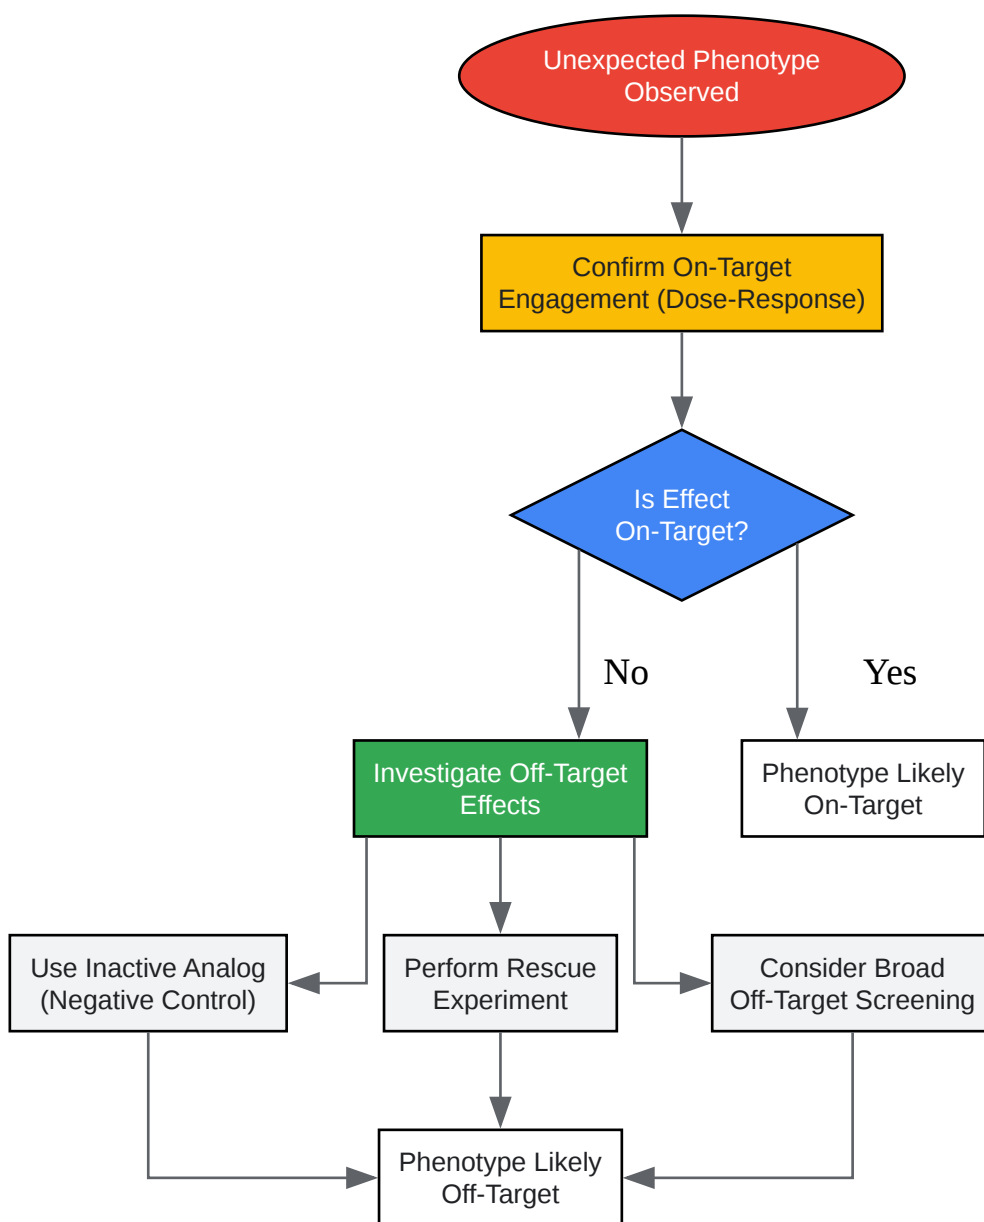 Unexpected Phenotype
Observed
Confirm On-Target
Engagement (Dose-Response)
Is Effect
On-Target?
No
Yes
Investigate Off-Target
Effects
Phenotype Likely
On-Target
Use Inactive Analog
(Negative Control)
Perform Rescue
Experiment
Consider Broad
Off-Target Screening
Phenotype Likely
Off-Target